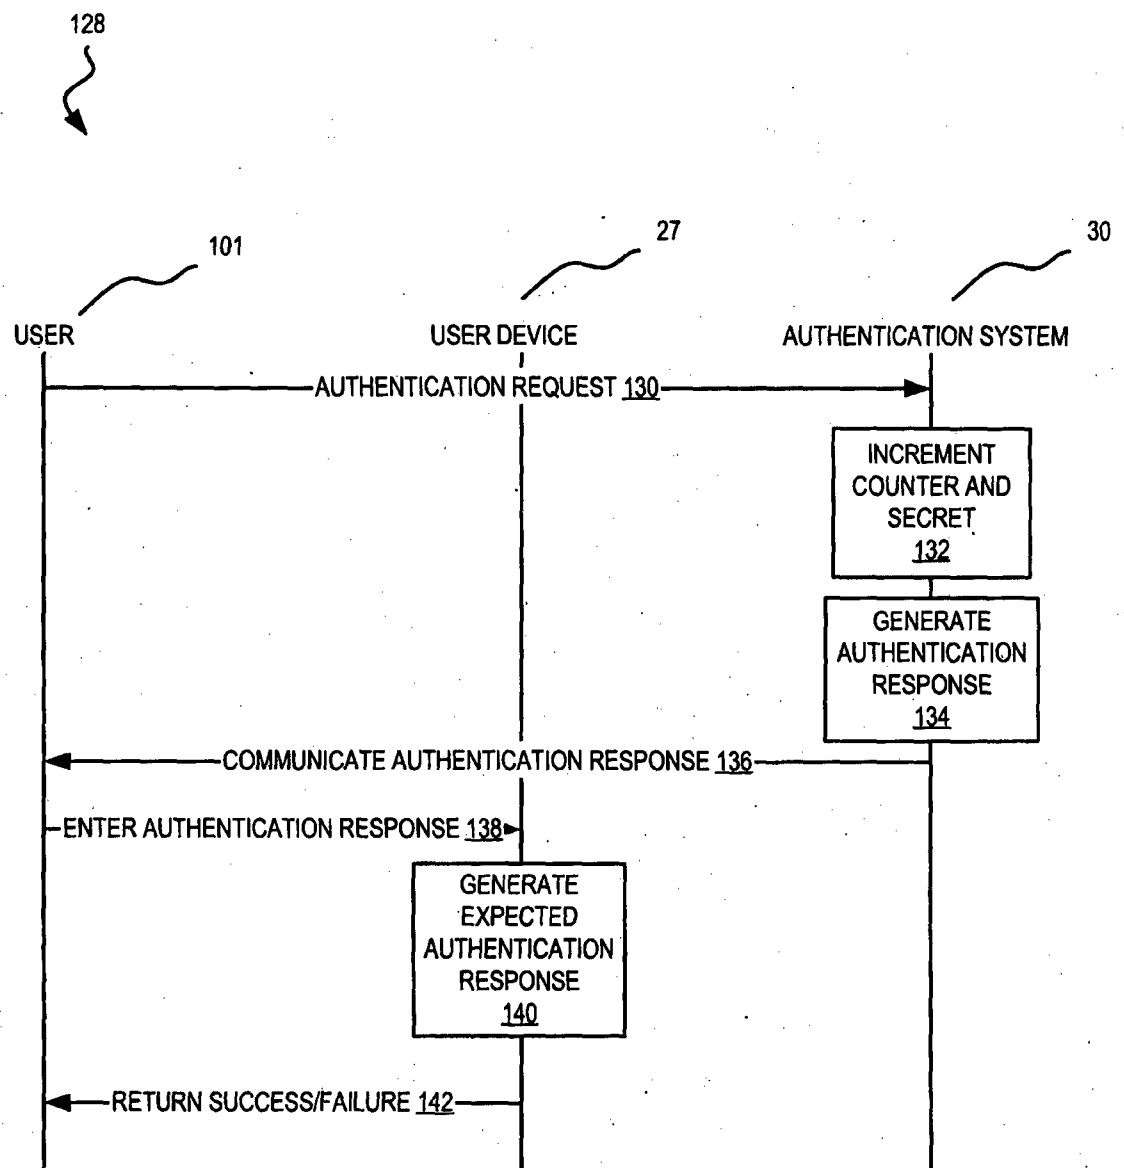 128
101
27
30
USER
USER DEVICE
AUTHENTICATION SYSTEM
AUTHENTICATION REQUEST 130
INCREMENT
COUNTER AND
SECRET
132
GENERATE
AUTHENTICATION
RESPONSE
134
COMMUNICATE AUTHENTICATION RESPONSE 136
ENTER AUTHENTICATION RESPONSE 138
GENERATE
EXPECTED
AUTHENTICATION
RESPONSE
140
RETURN SUCCESS/FAILURE 142